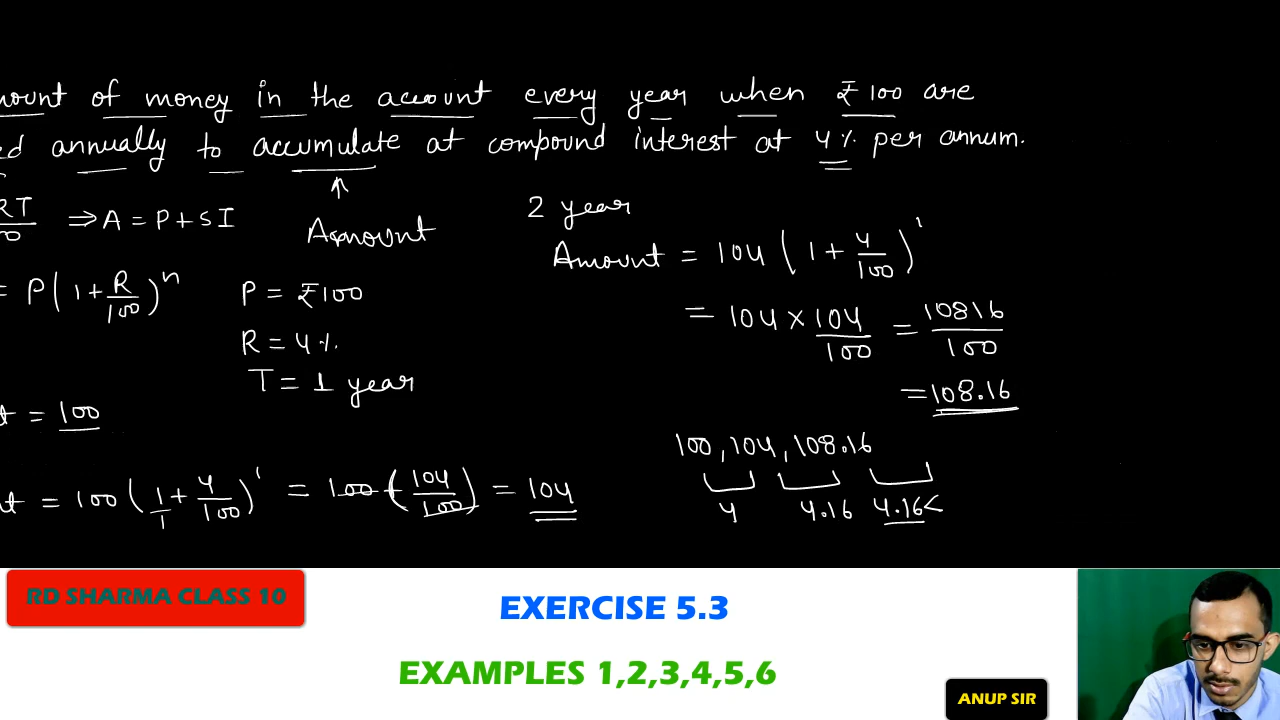 mount of money in the account every year when ₹100 are
ed annually to accumulate at compound interest at 4% per annum.
RT/00 ⇒ A = P + SI
Amount
= P(1 + R/100)^n
P = ₹100
R = 4%
T = 1 year
t = 100
t = 100(1/1 + 4/100)^1 = 100 (104/100) = 104
2 year
Amount = 104 (1 + 4/100)^1
= 104 × 104/100 = 10816/100
= 108.16
100, 104, 108.16
4 4.16 4.16<
RD SHARMA CLASS 10
EXERCISE 5.3
EXAMPLES 1,2,3,4,5,6
ANUP SIR